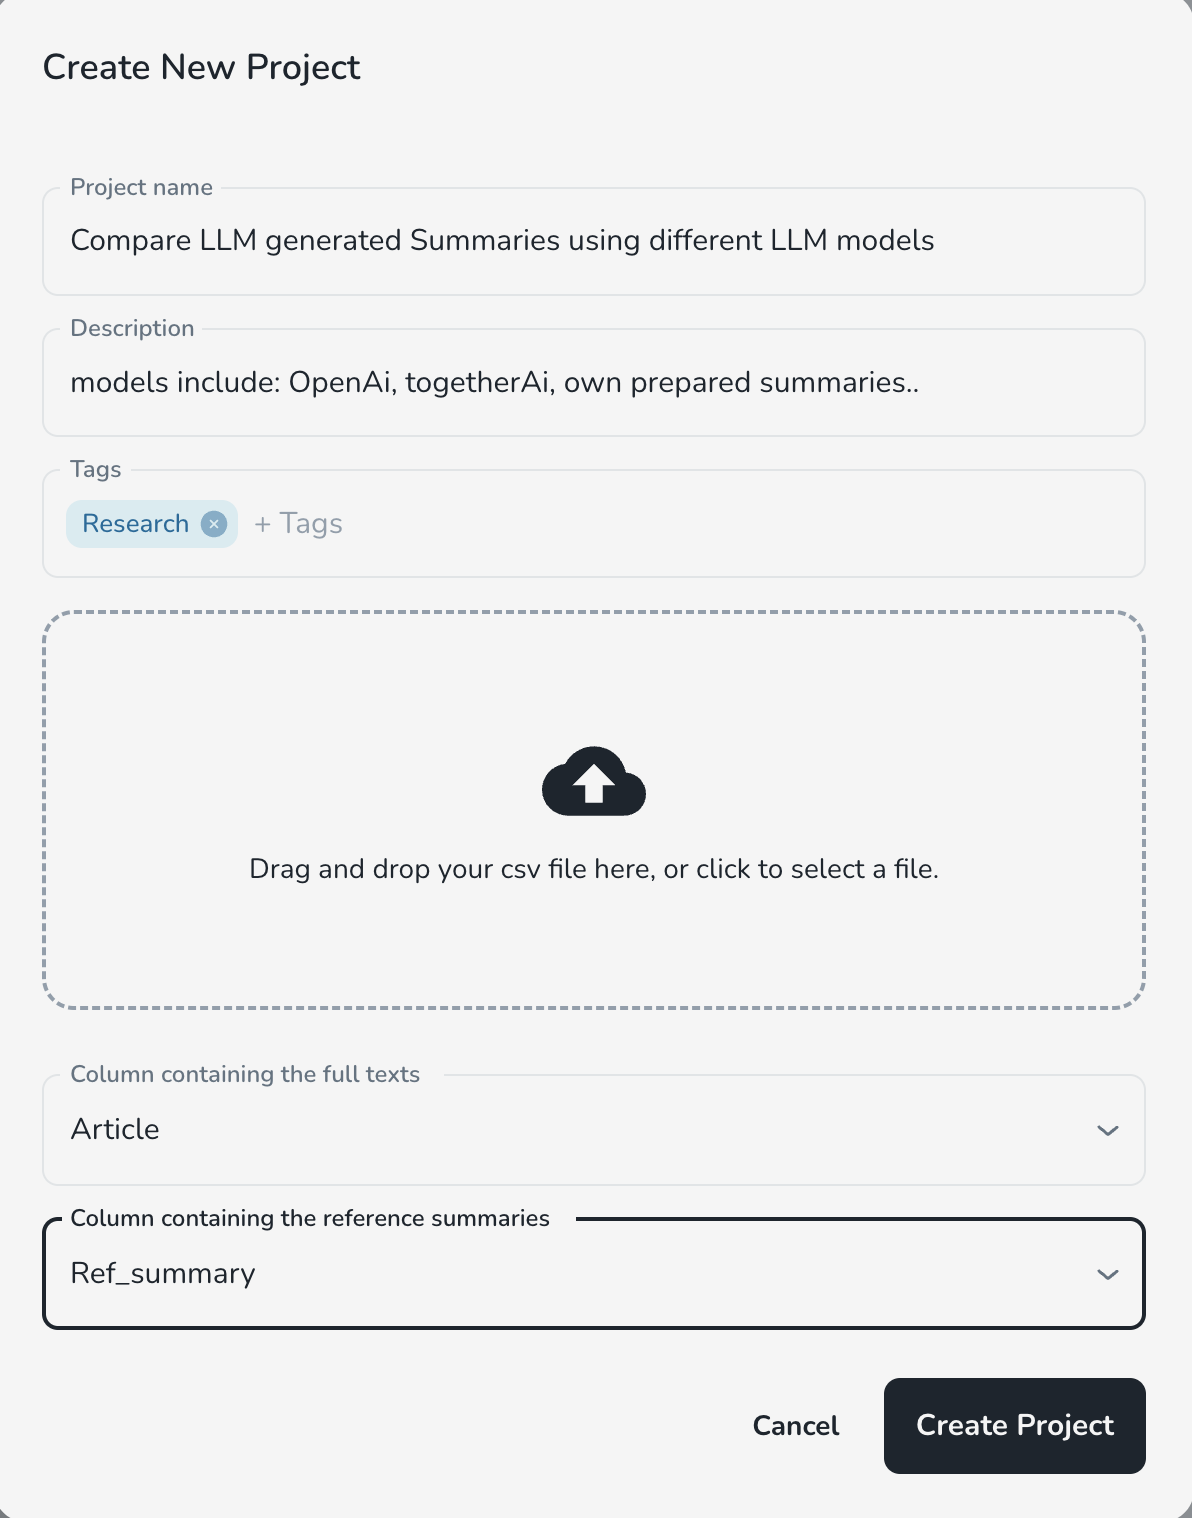 Create New Project
Project name
Compare LLM generated Summaries using different LLM models
Description
models include: OpenAi, togetherAi, own prepared summaries..
Tags
Research + Tags
Drag and drop your csv file here, or click to select a file.
Column containing the full texts
Article
Column containing the reference summaries
Ref_summary
Cancel Create Project